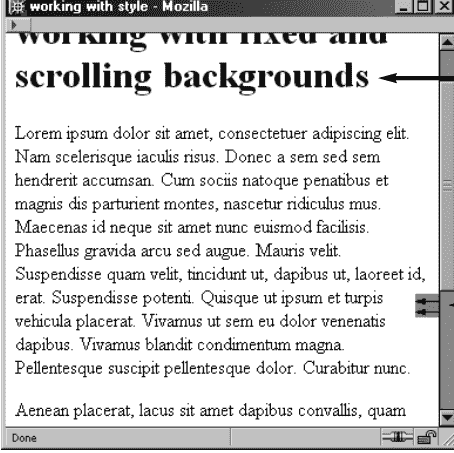 working with style - Mozilla
working with fixed and
scrolling backgrounds
Lorem ipsum dolor sit amet, consectetuer adipiscing elit.
Nam scelerisque iaculis risus. Donec a sem sed sem
hendrerit accumsan. Cum sociis natoque penatibus et
magnis dis parturient montes, nascetur ridiculus mus.
Maecenas id neque sit amet nunc euismod facilisis.
Phasellus gravida arcu sed augue. Mauris velit.
Suspendisse quam velit, tincidunt ut, dapibus ut, laoreet id,
erat. Suspendisse potenti. Quisque ut ipsum et turpis
vehicula placerat. Vivamus ut sem eu dolor venenatis
dapibus. Vivamus blandit condimentum magna.
Pellentesque suscipit pellentesque dolor. Curabitur nunc.
Aenean placerat, lacus sit amet dapibus convallis, quam
Done